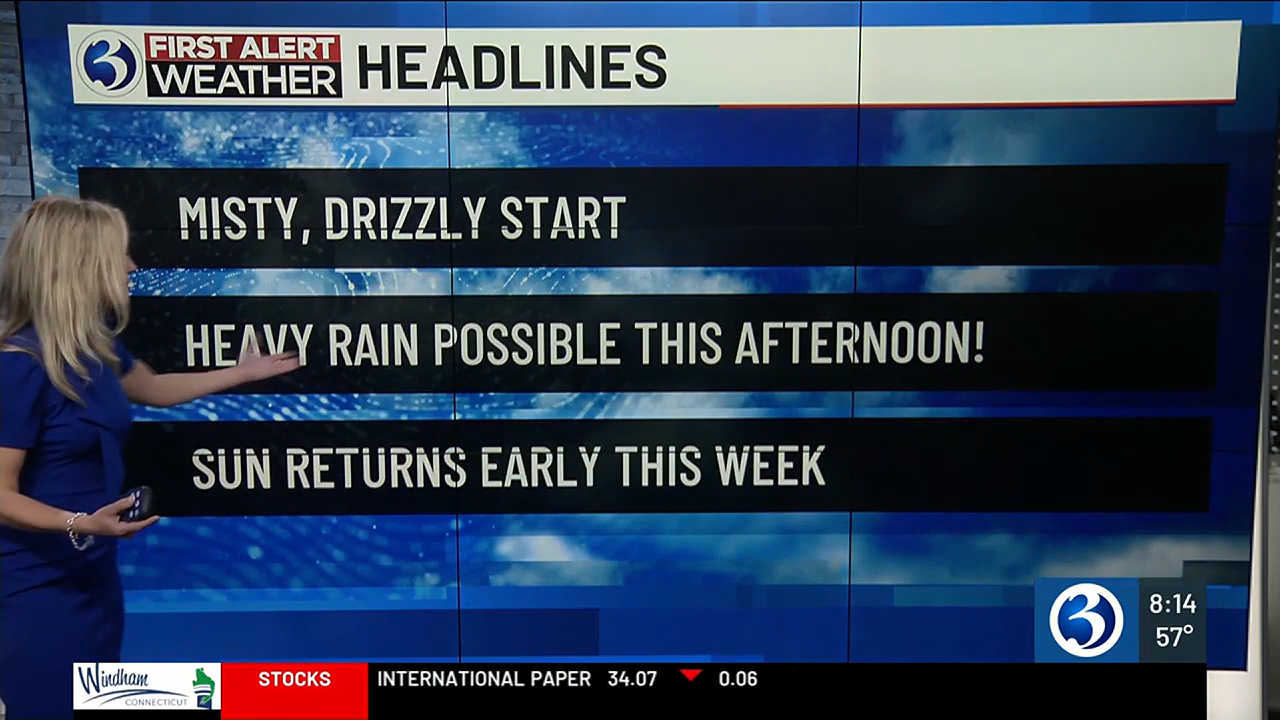 3 FIRST ALERT WEATHER HEADLINES
MISTY, DRIZZLY START
HEAVY RAIN POSSIBLE THIS AFTERNOON!
SUN RETURNS EARLY THIS WEEK
3 8:14
57°
Windham CONNECTICUT STOCKS INTERNATIONAL PAPER 34.07 ▼ 0.06